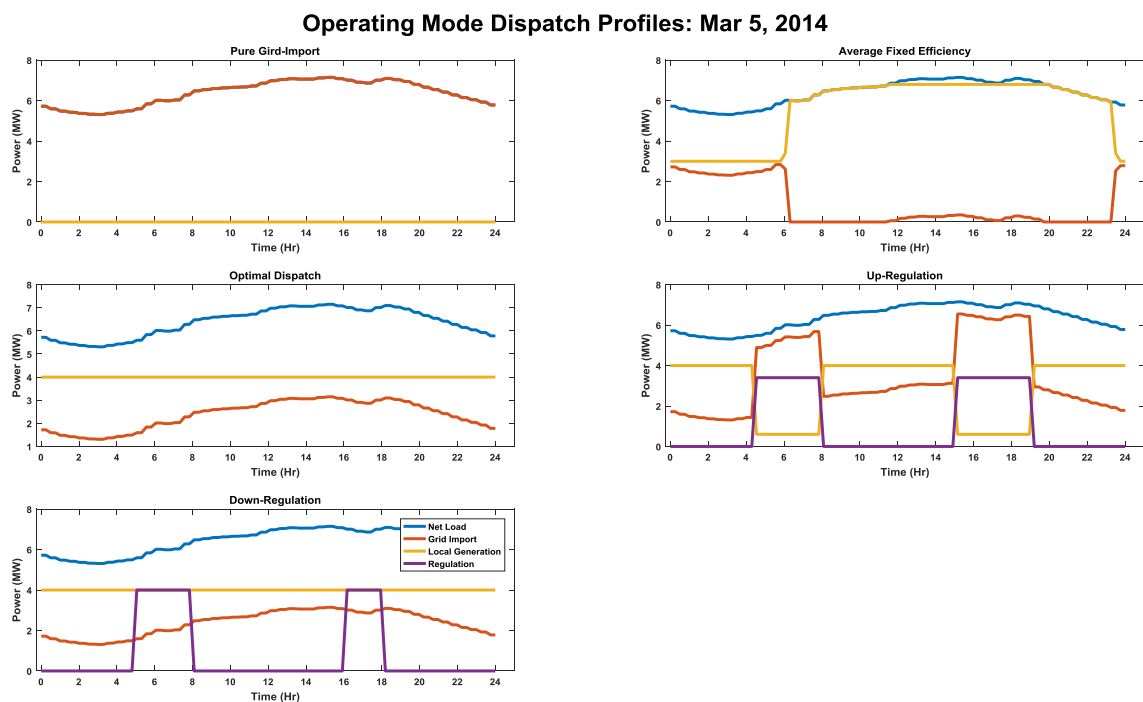 Operating Mode Dispatch Profiles: Mar 5, 2014
Pure Gird-Import
8
6
4
2
0
Power (MW)
0 2 4 6 8 10 12 14 16 18 20 22 24
Time (Hr)
Average Fixed Efficiency
8
6
4
2
0
Power (MW)
0 2 4 6 8 10 12 14 16 18 20 22 24
Time (Hr)
Optimal Dispatch
8
7
6
5
4
3
2
1
Power (MW)
0 2 4 6 8 10 12 14 16 18 20 22 24
Time (Hr)
Up-Regulation
8
6
4
2
0
Power (MW)
0 2 4 6 8 10 12 14 16 18 20 22 24
Time (Hr)
Down-Regulation
8
6
4
2
0
Power (MW)
Net Load
Grid Import
Local Generation
Regulation
0 2 4 6 8 10 12 14 16 18 20 22 24
Time (Hr)